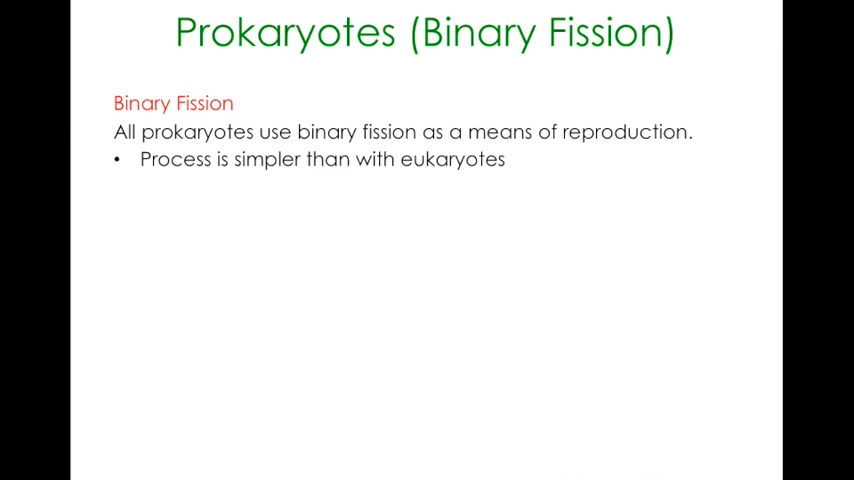 Prokaryotes (Binary Fission)
Binary Fission
All prokaryotes use binary fission as a means of reproduction.
• Process is simpler than with eukaryotes